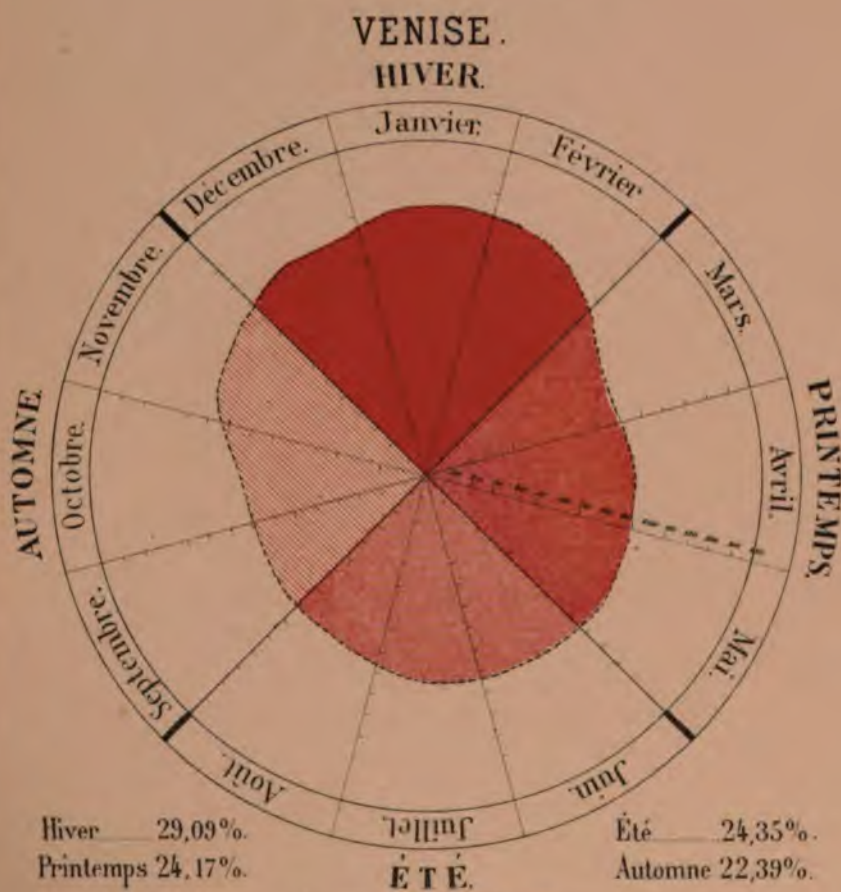 VENISE.
HIVER.
Janvier.
Février
Mars.
Avril.
Mai.
Juin.
Juillet.
Août.
Septembre.
Octobre.
Novembre.
Décembre.
PRINTEMPS.
ÉTÉ.
AUTOMNE
Hiver 29,09%.
Printemps 24,17%.
Été 24,35%.
Automne 22,39%.